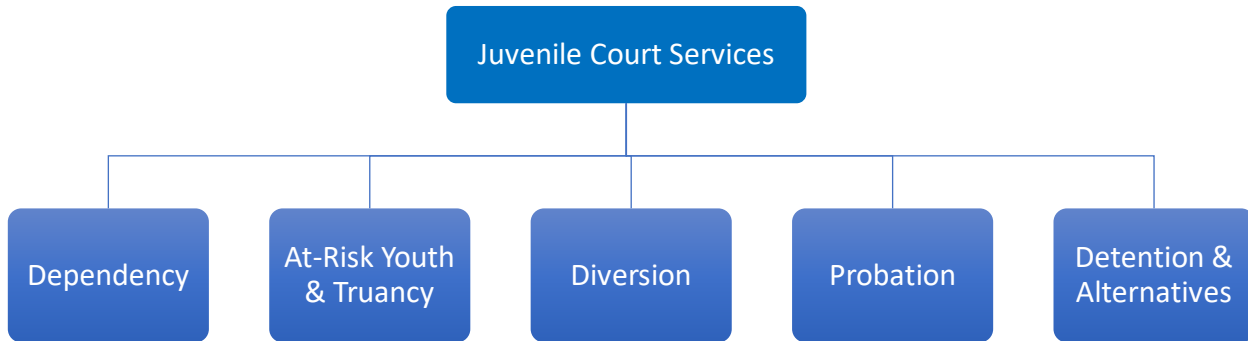 Juvenile Court Services
Dependency
At-Risk Youth
& Truancy
Diversion
Probation
Detention &
Alternatives